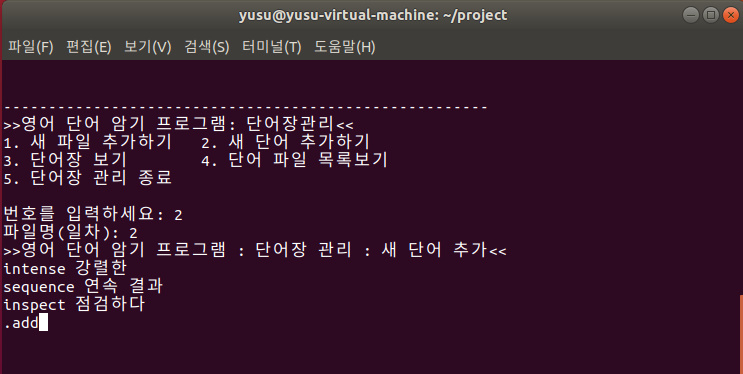 yusu@yusu-virtual-machine: ~/project
파일(F) 편집(E) 보기(V) 검색(S) 터미널(T) 도움말(H)
------------------------------------------------------
>>영어 단어 암기 프로그램: 단어장관리<<
1. 새 파일 추가하기 2. 새 단어 추가하기
3. 단어장 보기 4. 단어 파일 목록보기
5. 단어장 관리 종료
번호를 입력하세요: 2
파일명(일차): 2
>>영어 단어 암기 프로그램 : 단어장 관리 : 새 단어 추가<<
intense 강렬한
sequence 연속 결과
inspect 점검하다
.add